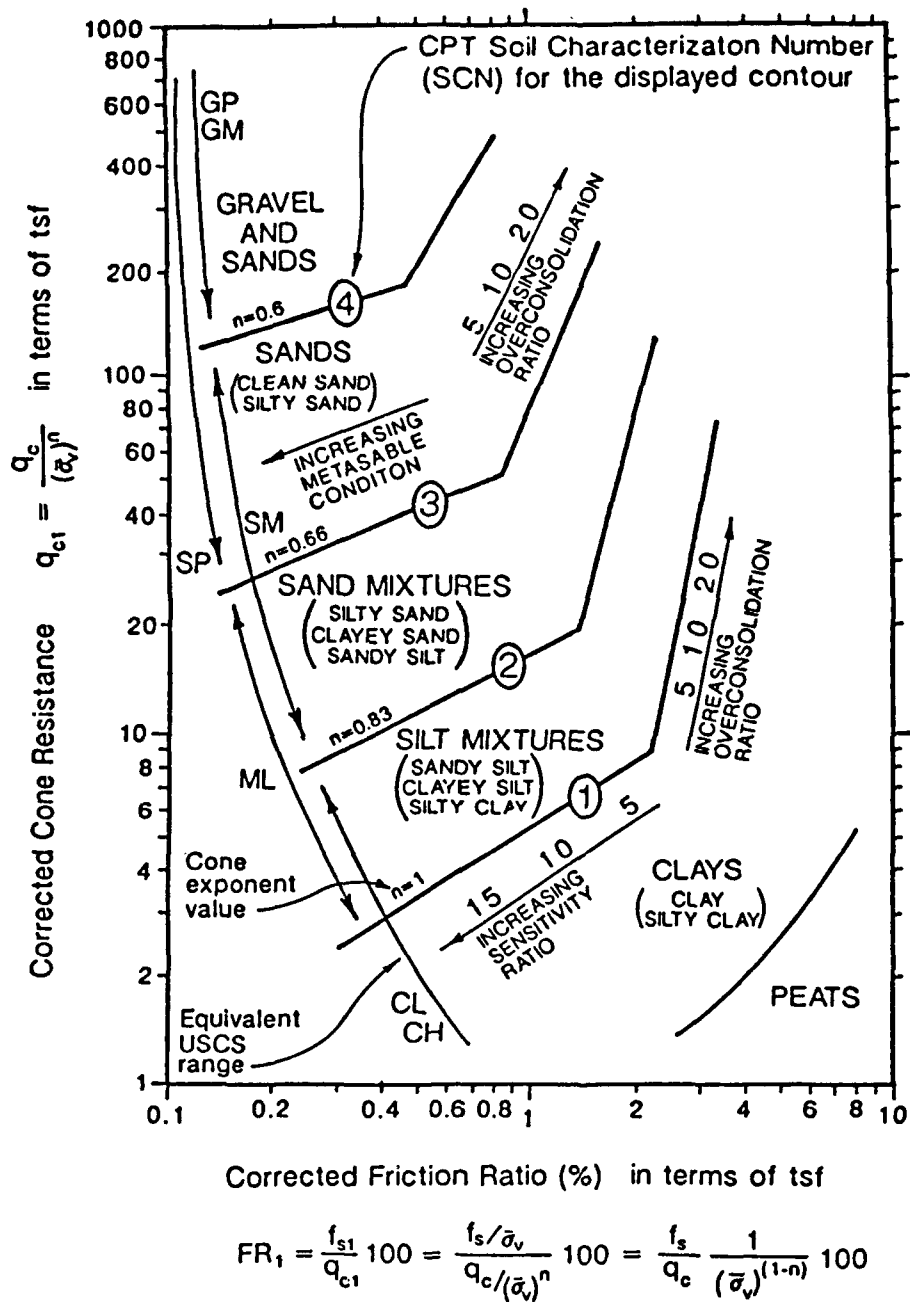 CPT Soil Characterizaton Number
(SCN) for the displayed contour
1000
800
600
400
200
100
80
60
40
20
10
8
6
4
2
1
0.1
0.2
0.4
0.6
0.8
1
2
4
6
8
10
Corrected Cone Resistance q_c1 = q_c / (σ̄_v)^n in terms of tsf
GP
GM
GRAVEL
AND
SANDS
n=0.6
4
SANDS
(CLEAN SAND
SILTY SAND)
INCREASING
METASABLE
CONDITON
5 10 20
INCREASING
OVERCONSOLIDATION
RATIO
SM
SP
n=0.66
3
SAND MIXTURES
(SILTY SAND
CLAYEY SAND
SANDY SILT)
n=0.83
2
SILT MIXTURES
(SANDY SILT
CLAYEY SILT
SILTY CLAY)
5 10 20
INCREASING
OVERCONSOLIDATION
RATIO
ML
Cone
exponent
value
n=1
1
15 10 5
INCREASING
SENSITIVITY
RATIO
CLAYS
(CLAY
SILTY CLAY)
PEATS
CL
CH
Equivalent
USCS
range
Corrected Friction Ratio (%) in terms of tsf
FR_1 = f_s1 / q_c1 100 = f_s/σ̄_v / q_c/(σ̄_v)^n 100 = f_s / q_c 1 / (σ̄_v)^(1-n) 100